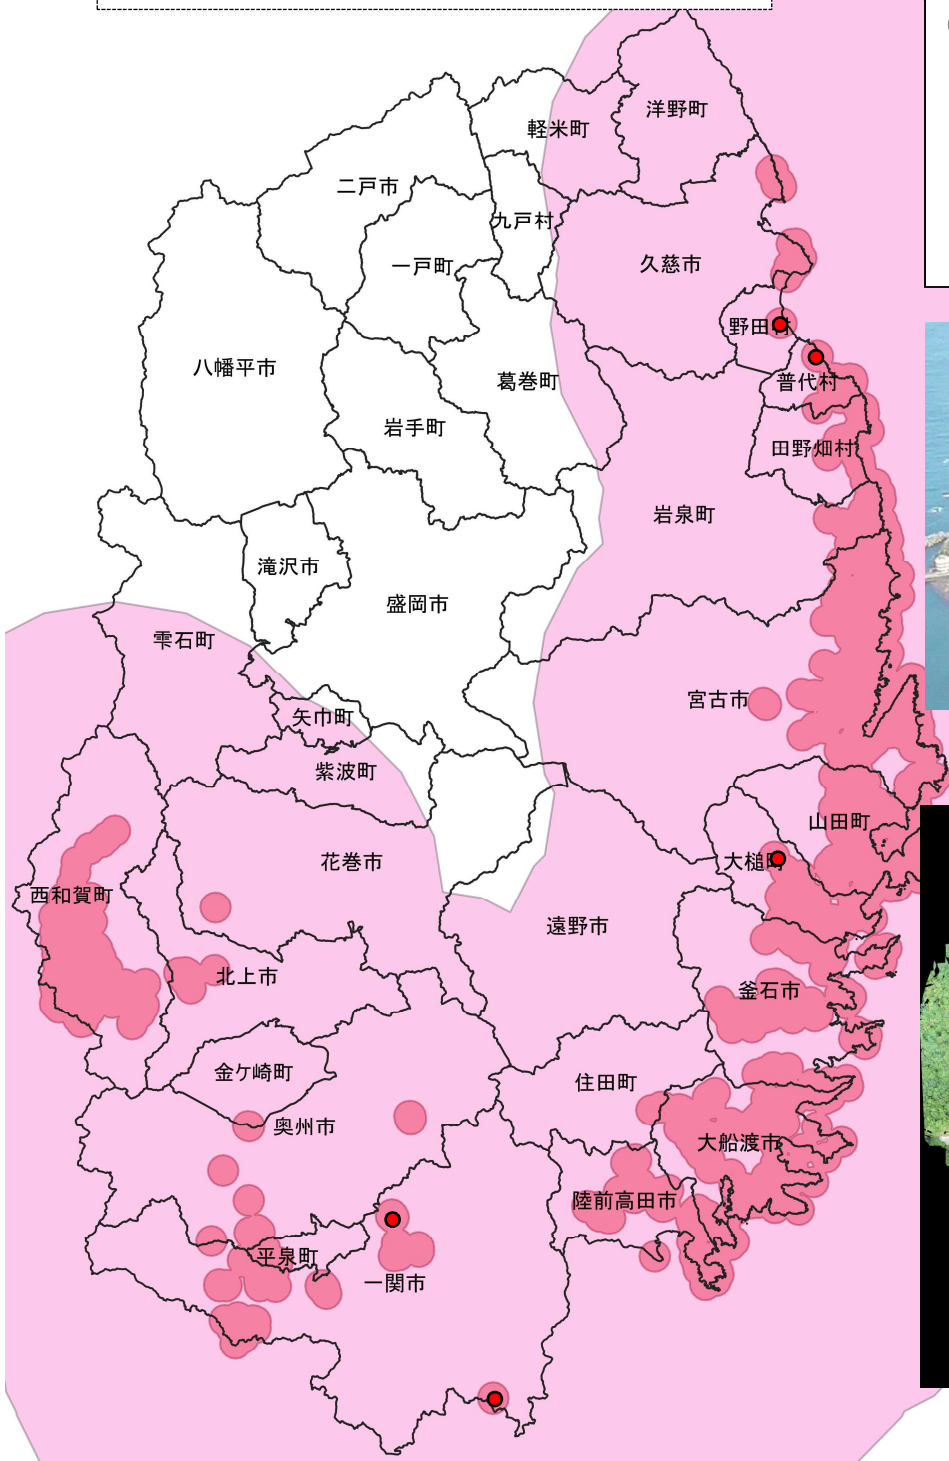 洋野町
軽米町
二戸市
九戸村
一戸町
久慈市
野田村
八幡平市
葛巻町
普代村
岩手町
田野畑村
岩泉町
滝沢市
盛岡市
雫石町
宮古市
矢巾町
紫波町
山田町
花巻市
大槌町
西和賀町
遠野市
北上市
釜石市
金ケ崎町
住田町
奥州市
大船渡市
陸前高田市
平泉町
一関市